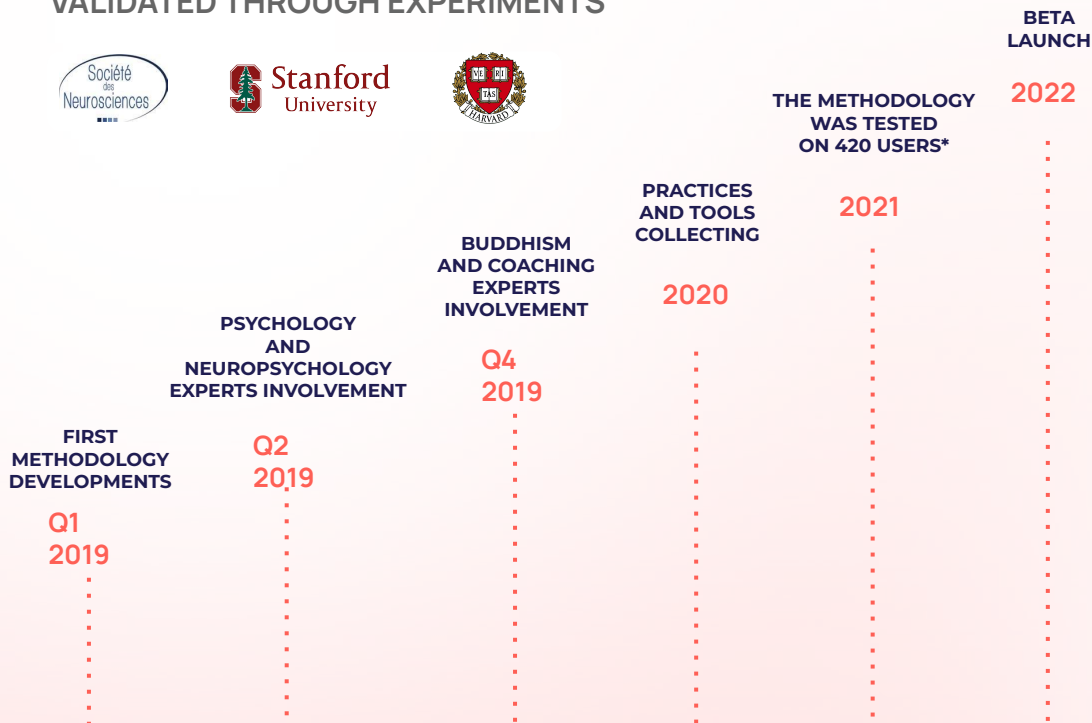 VALIDATED THROUGH EXPERIMENTS
Société
des
Neurosciences
Stanford
University
VE RI
TAS
HARVARD
FIRST
METHODOLOGY
DEVELOPMENTS
Q1
2019
PSYCHOLOGY
AND
NEUROPSYCHOLOGY
EXPERTS INVOLVEMENT
Q2
2019
BUDDHISM
AND COACHING
EXPERTS
INVOLVEMENT
Q4
2019
PRACTICES
AND TOOLS
COLLECTING
2020
THE METHODOLOGY
WAS TESTED
ON 420 USERS*
2021
BETA
LAUNCH
2022